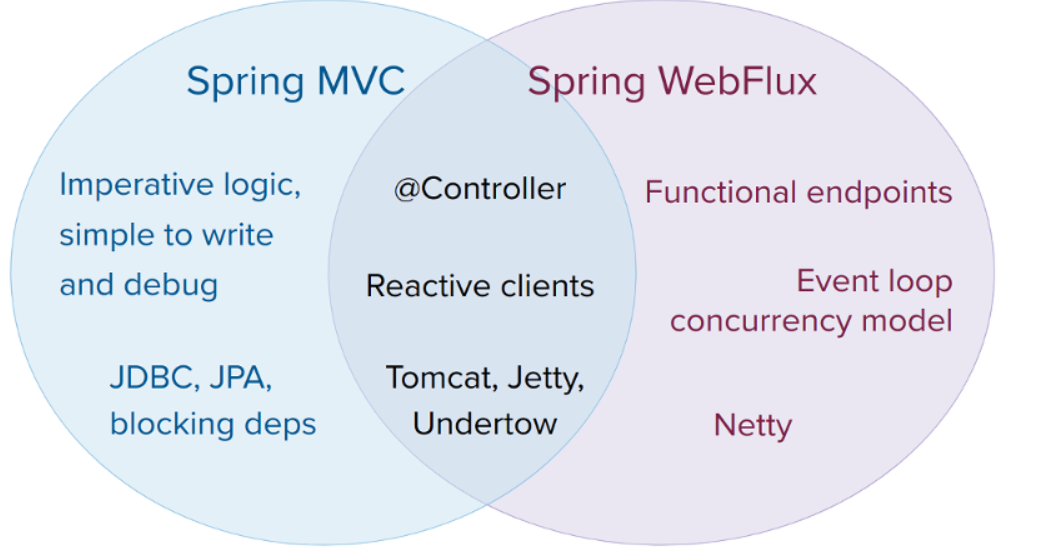 Spring MVC
Imperative logic,
simple to write
and debug
JDBC, JPA,
blocking deps
@Controller
Reactive clients
Tomcat, Jetty,
Undertow
Spring WebFlux
Functional endpoints
Event loop
concurrency model
Netty